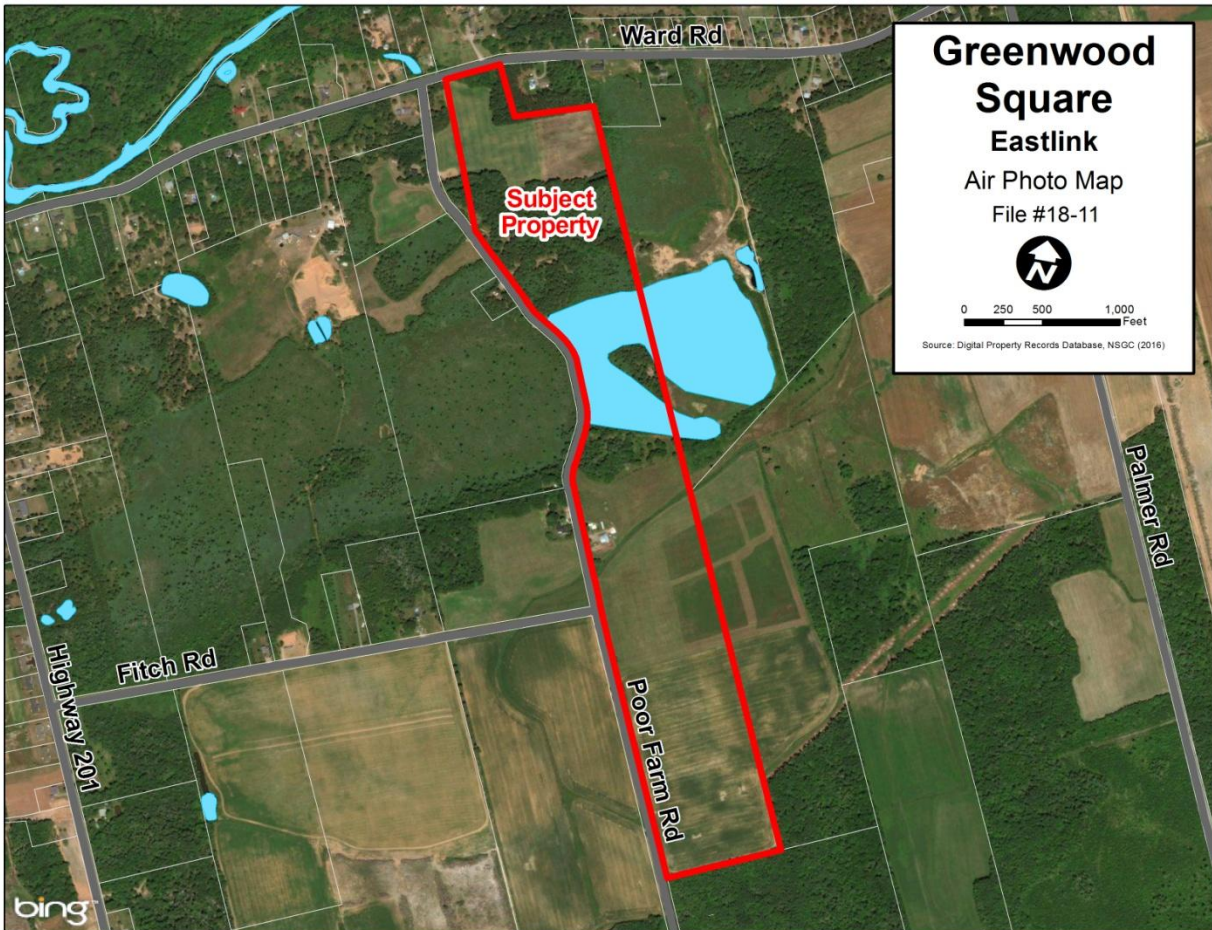 Ward Rd
Greenwood
Square
Eastlink
Air Photo Map
File #18-11
N
0 250 500 1,000
Feet
Source: Digital Property Records Database, NSGC (2016)
Subject
Property
Palmer Rd
Fitch Rd
Highway 201
Poor Farm Rd
bing